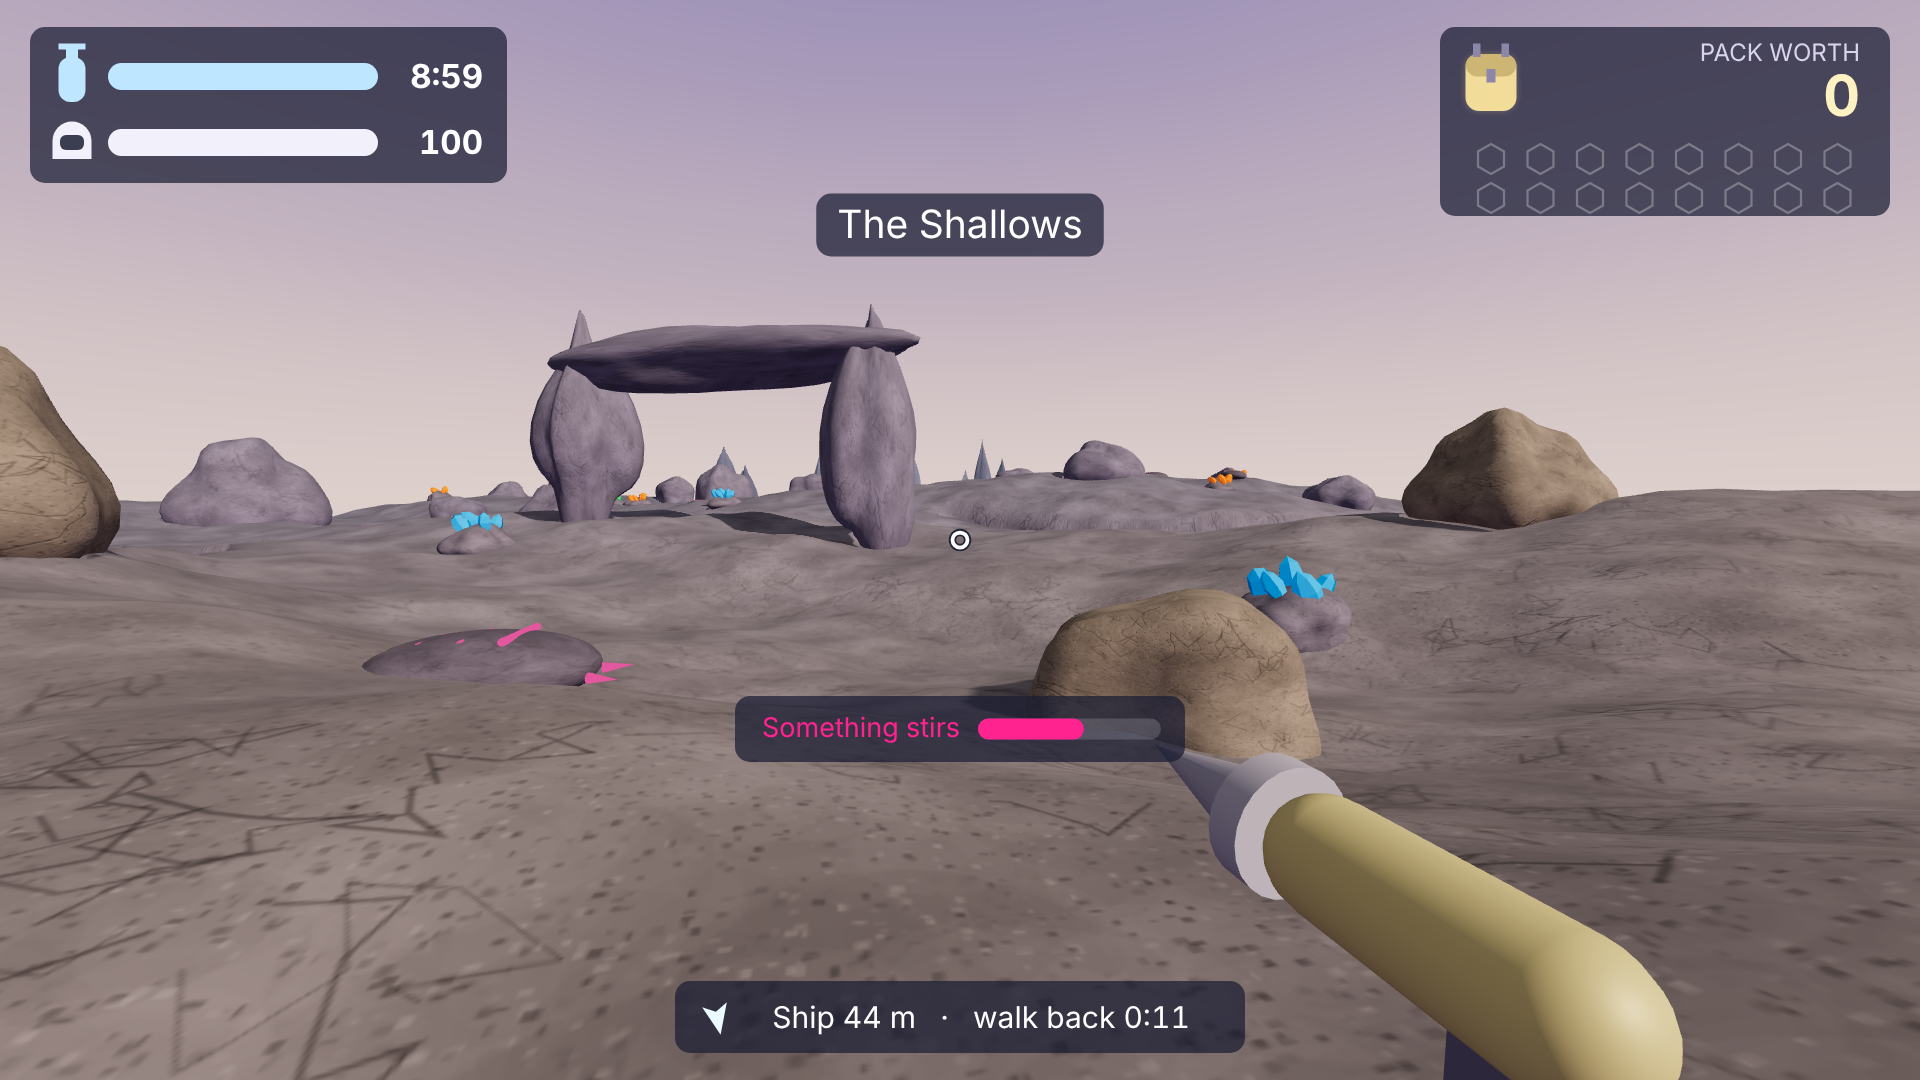 8:59
100
PACK WORTH
0
The Shallows
Something stirs
Ship 44 m · walk back 0:11